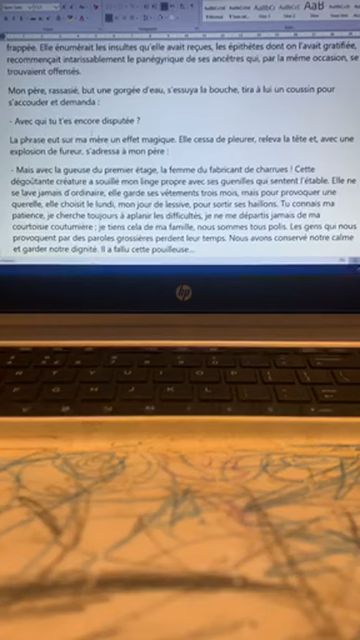 frappée. Elle énumérait les insultes qu'elle avait reçues, les épithètes dont on l'avait gratifiée,
recommençait intarissablement le panégyrique de ses ancêtres qui, par la même occasion, se
trouvaient offensés.
Mon père, rassasié, but une gorgée d'eau, s'essuya la bouche, tira à lui un coussin pour
s'accouder et demanda :
- Avec qui tu t'es encore disputée ?
La phrase eut sur ma mère un effet magique. Elle cessa de pleurer, releva la tête et, avec une
explosion de fureur, s'adressa à mon père :
- Mais avec la gueuse du premier étage, la femme du fabricant de charrues ! Cette
dégoûtante créature a souillé mon linge propre avec ses guenilles qui sentent l'étable. Elle ne
se lave jamais d'ordinaire, elle garde ses vêtements trois mois, mais pour provoquer une
querelle, elle choisit le lundi, mon jour de lessive, pour sortir ses haillons. Tu connais ma
patience, je cherche toujours à aplanir les difficultés, je ne me départis jamais de ma
courtoisie coutumière ; je tiens cela de ma famille, nous sommes tous polis. Les gens qui nous
provoquent par des paroles grossières perdent leur temps. Nous avons conservé notre calme
et garder notre dignité. Il a fallu cette pouilleuse...
hp